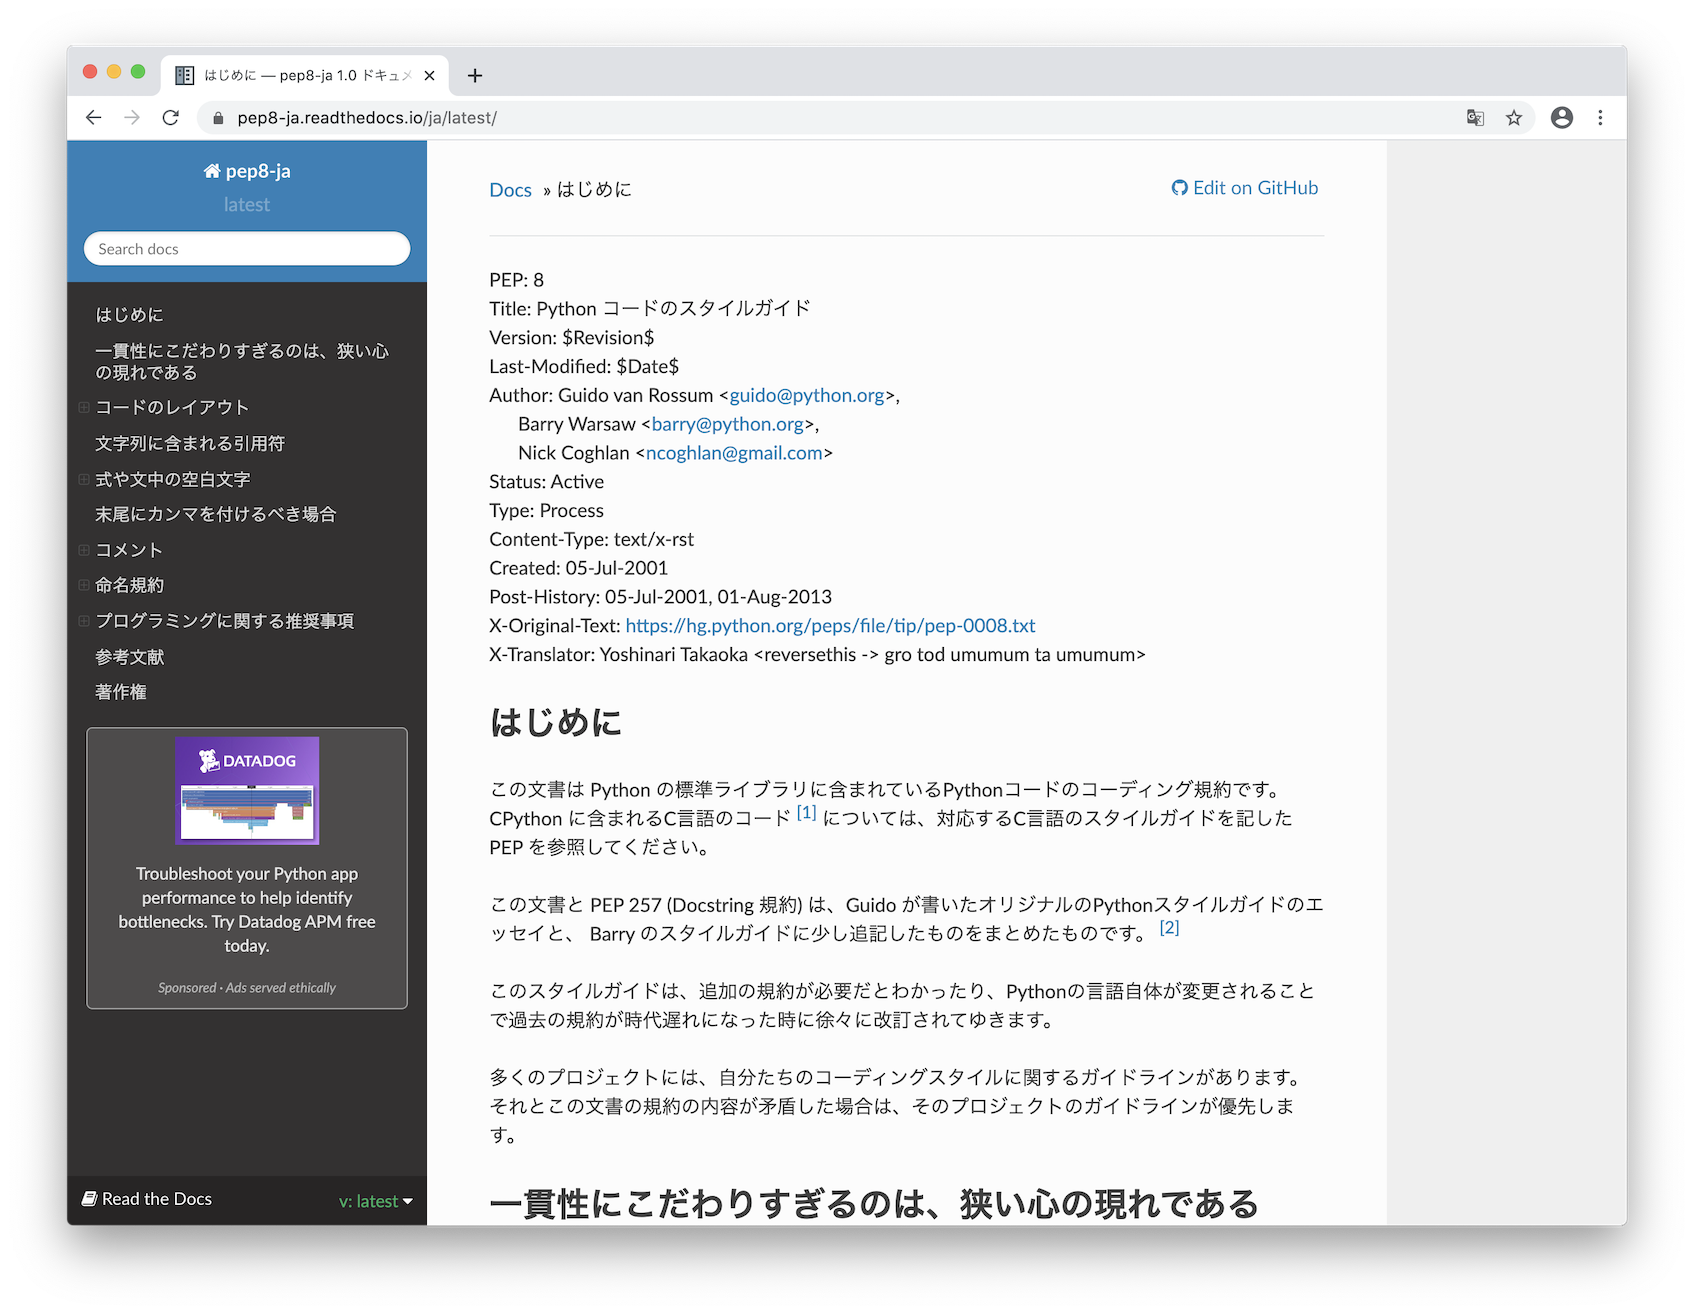 はじめに — pep8-ja 1.0 ドキュメ
pep8-ja.readthedocs.io/ja/latest/
pep8-ja
latest
Search docs
はじめに
一貫性にこだわりすぎるのは、狭い心
の現れである
コードのレイアウト
文字列に含まれる引用符
式や文中の空白文字
末尾にカンマを付けるべき場合
コメント
命名規約
プログラミングに関する推奨事項
参考文献
著作権
DATADOG
Troubleshoot your Python app
performance to help identify
bottlenecks. Try Datadog APM free
today.
Sponsored · Ads served ethically
Read the Docs
v: latest
Docs » はじめに
Edit on GitHub
PEP: 8
Title: Python コードのスタイルガイド
Version: $Revision$
Last-Modified: $Date$
Author: Guido van Rossum <guido@python.org>,
Barry Warsaw <barry@python.org>,
Nick Coghlan <ncoghlan@gmail.com>
Status: Active
Type: Process
Content-Type: text/x-rst
Created: 05-Jul-2001
Post-History: 05-Jul-2001, 01-Aug-2013
X-Original-Text: https://hg.python.org/peps/file/tip/pep-0008.txt
X-Translator: Yoshinari Takaoka <reversethis -> gro tod umumum ta umumum>
はじめに
この文書は Python の標準ライブラリに含まれているPythonコードのコーディング規約です。
CPython に含まれるC言語のコード [1] については、対応するC言語のスタイルガイドを記した
PEP を参照してください。
この文書と PEP 257 (Docstring 規約) は、Guido が書いたオリジナルのPythonスタイルガイドのエ
ッセイと、 Barry のスタイルガイドに少し追記したものをまとめたものです。 [2]
このスタイルガイドは、追加の規約が必要だとわかったり、Pythonの言語自体が変更されること
で過去の規約が時代遅れになった時に徐々に改訂されてゆきます。
多くのプロジェクトには、自分たちのコーディングスタイルに関するガイドラインがあります。
それとこの文書の規約の内容が矛盾した場合は、そのプロジェクトのガイドラインが優先しま
す。
一貫性にこだわりすぎるのは、狭い心の現れである